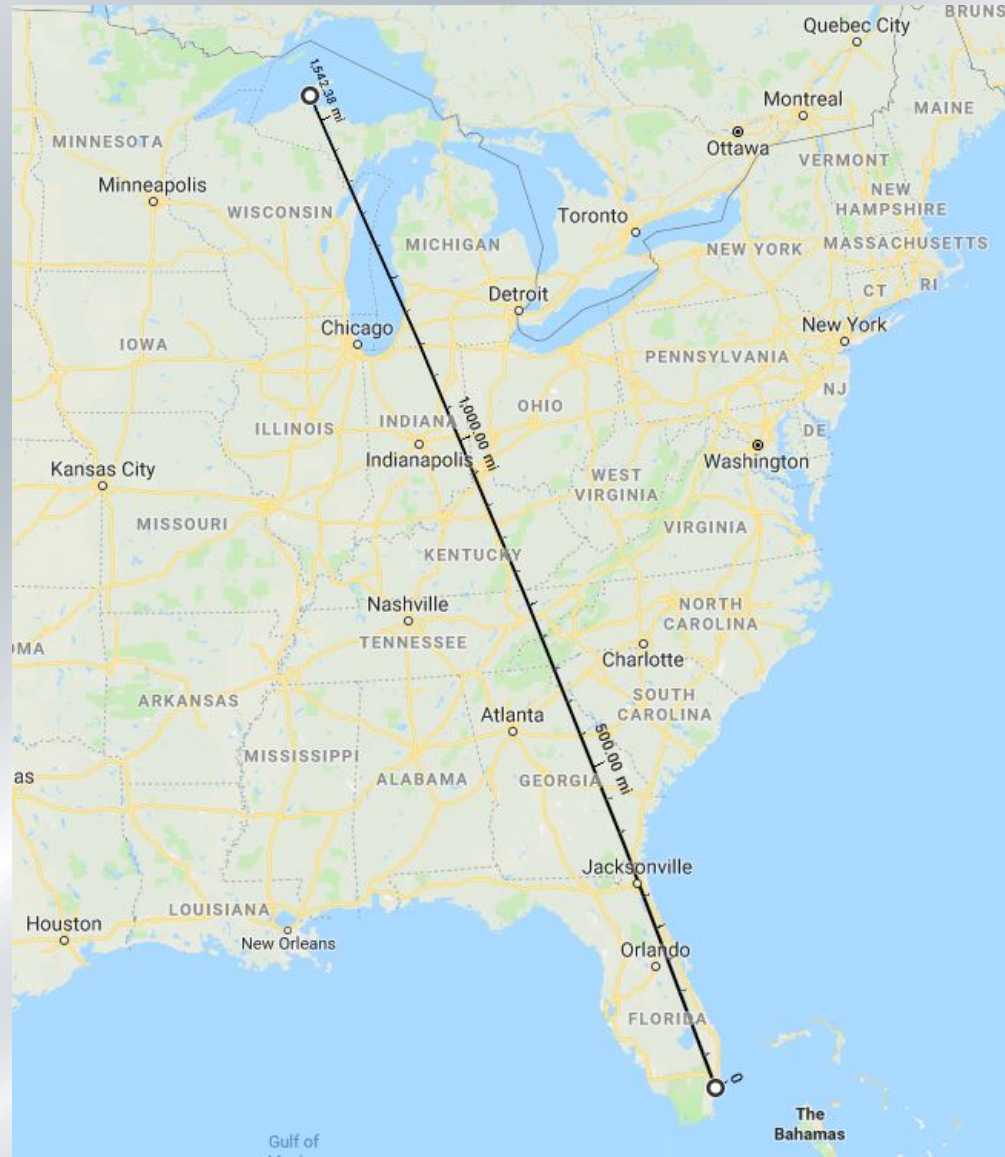 BRUNS
Quebec City
1,542.38 mi
Montreal
MAINE
MINNESOTA
Ottawa
VERMONT
Minneapolis
NEW
HAMPSHIRE
WISCONSIN
Toronto
MICHIGAN
NEW YORK
MASSACHUSETTS
CT
RI
Detroit
Chicago
New York
IOWA
PENNSYLVANIA
NJ
1,000.00 mi
OHIO
ILLINOIS
INDIANA
DE
Indianapolis
Washington
Kansas City
WEST
VIRGINIA
MISSOURI
VIRGINIA
KENTUCKY
Nashville
NORTH
CAROLINA
TENNESSEE
OMA
Charlotte
ARKANSAS
SOUTH
CAROLINA
Atlanta
500.00 mi
MISSISSIPPI
as
ALABAMA
GEORGIA
Jacksonville
LOUISIANA
Houston
New Orleans
Orlando
FLORIDA
0
The
Bahamas
Gulf of